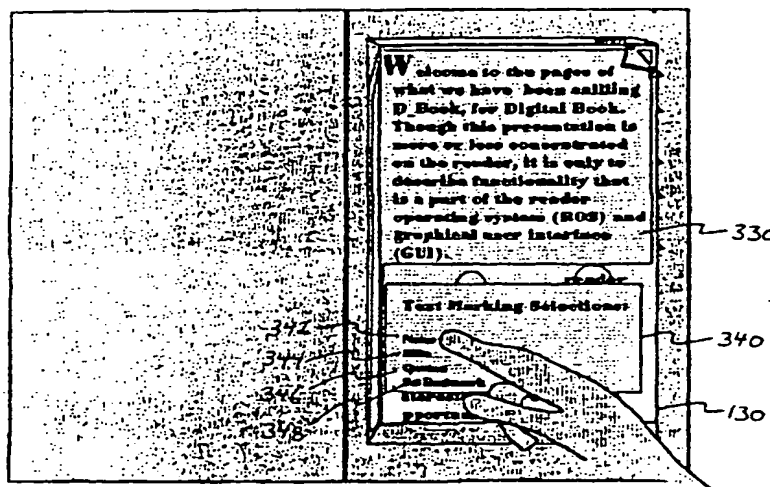 Welcome to the pages of
what we have been calling
D_Book, for Digital Book.
Though this presentation is
more or less concentrated
on the reader, it is only to
describe functionality that
is a part of the reader
operating system (ROS) and
graphical user interface
(GUI).
330
reader
Text Marking Selections:
342
344
346
348
340
130